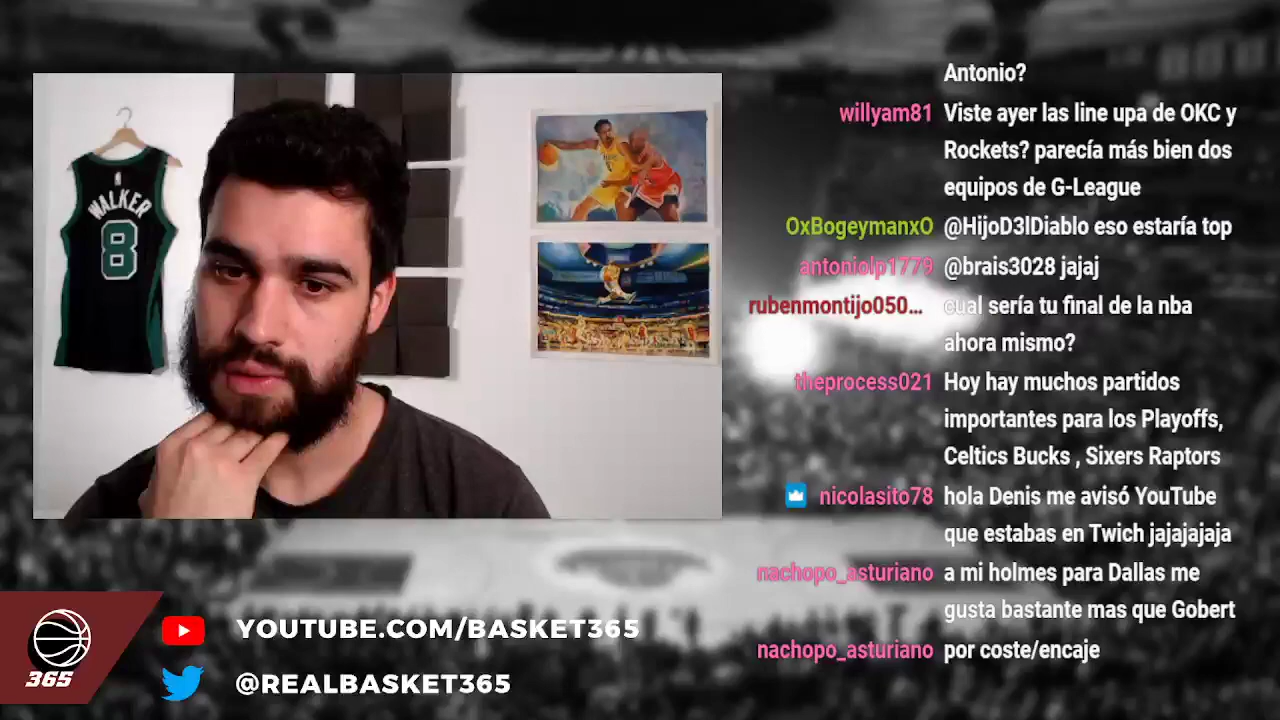 WALKER
8
Antonio?
willyam81 Viste ayer las line upa de OKC y
Rockets? parecía más bien dos
equipos de G-League
OxBogeymanxO @HijoD3lDiablo eso estaría top
antoniolp1779 @brais3028 jajaj
rubenmontijo050... cual sería tu final de la nba
ahora mismo?
theprocess021 Hoy hay muchos partidos
importantes para los Playoffs,
Celtics Bucks , Sixers Raptors
nicolasito78 hola Denis me avisó YouTube
que estabas en Twich jajajajaja
nachopo_asturiano a mi holmes para Dallas me
gusta bastante mas que Gobert
nachopo_asturiano por coste/encaje
365
YOUTUBE.COM/BASKET365
@REALBASKET365